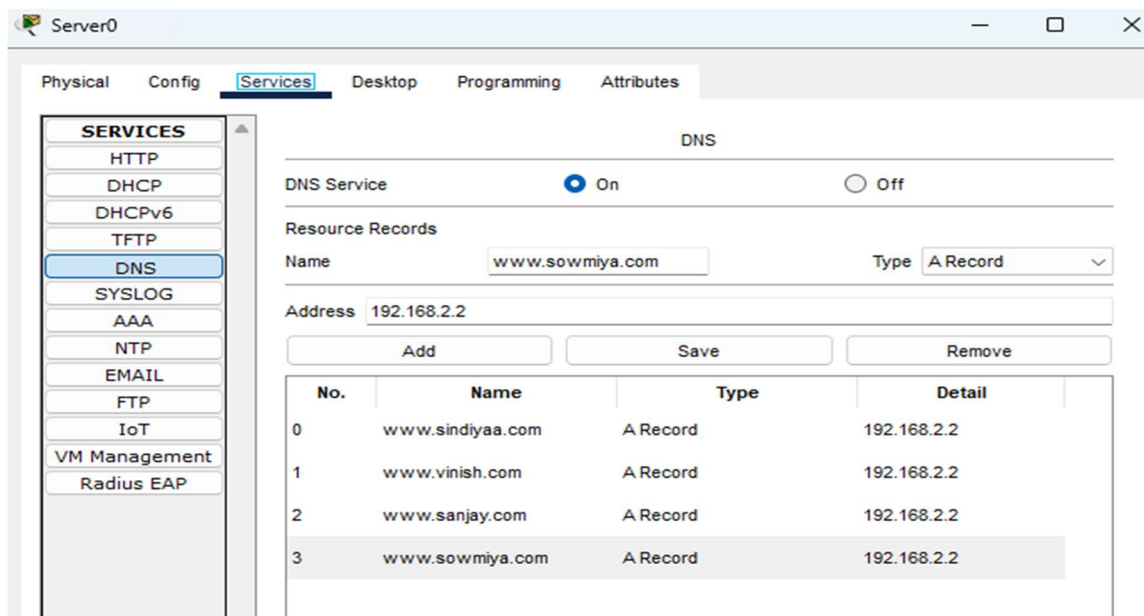 Server0
Physical Config Services Desktop Programming Attributes
SERVICES
HTTP
DHCP
DHCPv6
TFTP
DNS
SYSLOG
AAA
NTP
EMAIL
FTP
IoT
VM Management
Radius EAP
DNS
DNS Service On Off
Resource Records
Name www.sowmiya.com Type A Record
Address 192.168.2.2
Add Save Remove
No. Name Type Detail
0 www.sindiyaa.com A Record 192.168.2.2
1 www.vinish.com A Record 192.168.2.2
2 www.sanjay.com A Record 192.168.2.2
3 www.sowmiya.com A Record 192.168.2.2